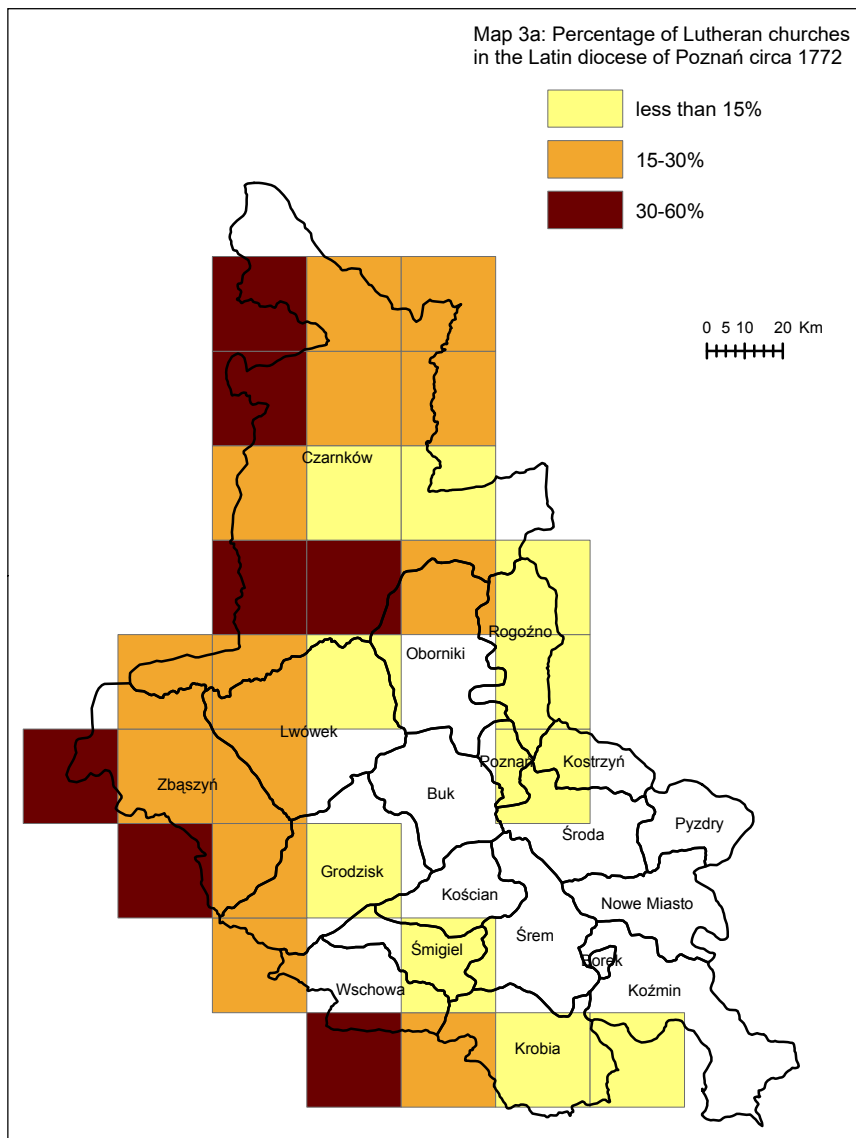 Map 3a: Percentage of Lutheran churches
in the Latin diocese of Poznań circa 1772
less than 15%
15-30%
30-60%
0 5 10 20 Km
Czarnków
Rogoźno
Oborniki
Lwówek
Poznań
Kostrzyń
Zbąszyń
Buk
Środa
Pyzdry
Grodzisk
Kościan
Nowe Miasto
Śmigiel
Śrem
Borek
Wschowa
Koźmin
Krobia